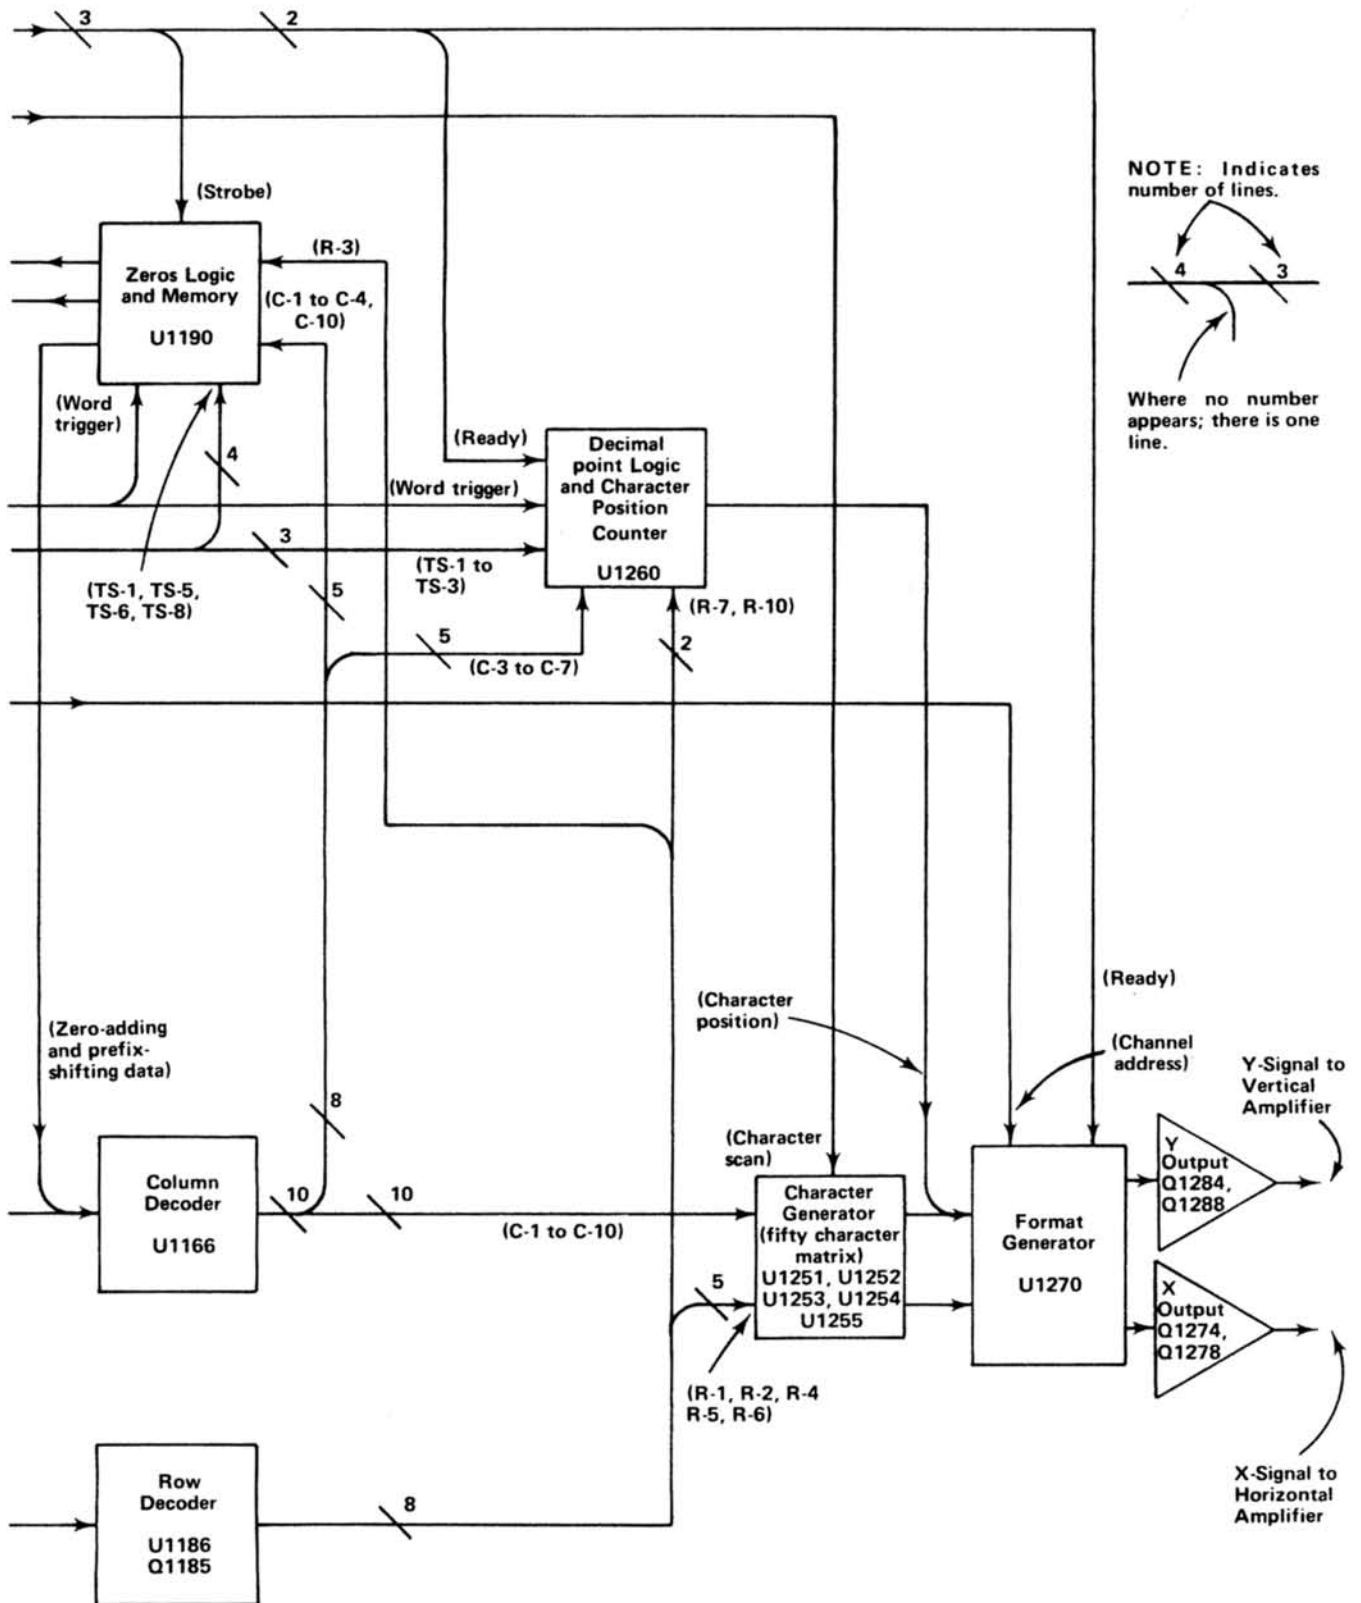 3
2
NOTE: Indicates
number of lines.
4
3
Where no number
appears; there is one
line.
(Strobe)
Zeros Logic
and Memory
U1190
(R-3)
(C-1 to C-4,
C-10)
(Word
trigger)
4
(Ready)
(Word trigger)
3
(TS-1 to
TS-3)
Decimal
point Logic
and Character
Position
Counter
U1260
(TS-1, TS-5,
TS-6, TS-8)
5
5
(C-3 to C-7)
(R-7, R-10)
2
(Ready)
(Character
position)
(Channel
address)
Y-Signal to
Vertical
Amplifier
(Zero-adding
and prefix-
shifting data)
8
Column
Decoder
U1166
10
10
(C-1 to C-10)
(Character
scan)
Character
Generator
(fifty character
matrix)
U1251, U1252
U1253, U1254
U1255
5
(R-1, R-2, R-4
R-5, R-6)
Format
Generator
U1270
Y
Output
Q1284,
Q1288
X
Output
Q1274,
Q1278
X-Signal to
Horizontal
Amplifier
Row
Decoder
U1186
Q1185
8